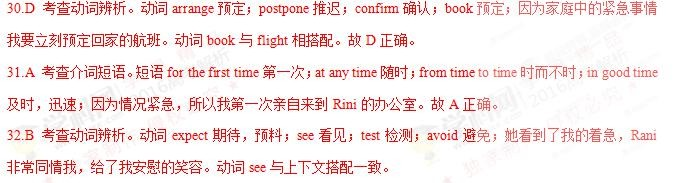 30.D 考查动词辨析。动词 arrange 预定；postpone 推迟；confirm 确认；book 预定；因为家庭中的紧急事情
我要立刻预定回家的航班。动词 book 与 flight 相搭配。故 D 正确。
31.A 考查介词短语。短语 for the first time 第一次；at any time 随时；from time to time 时而不时；in good time
及时，迅速；因为情况紧急，所以我第一次亲自来到 Rini 的办公室。故 A 正确。
32.B 考查动词辨析。动词 expect 期待，预料；see 看见；test 检测；avoid 避免；她看到了我的着急，Rani
非常同情我，给了我安慰的笑容。动词 see 与上下文搭配一致。